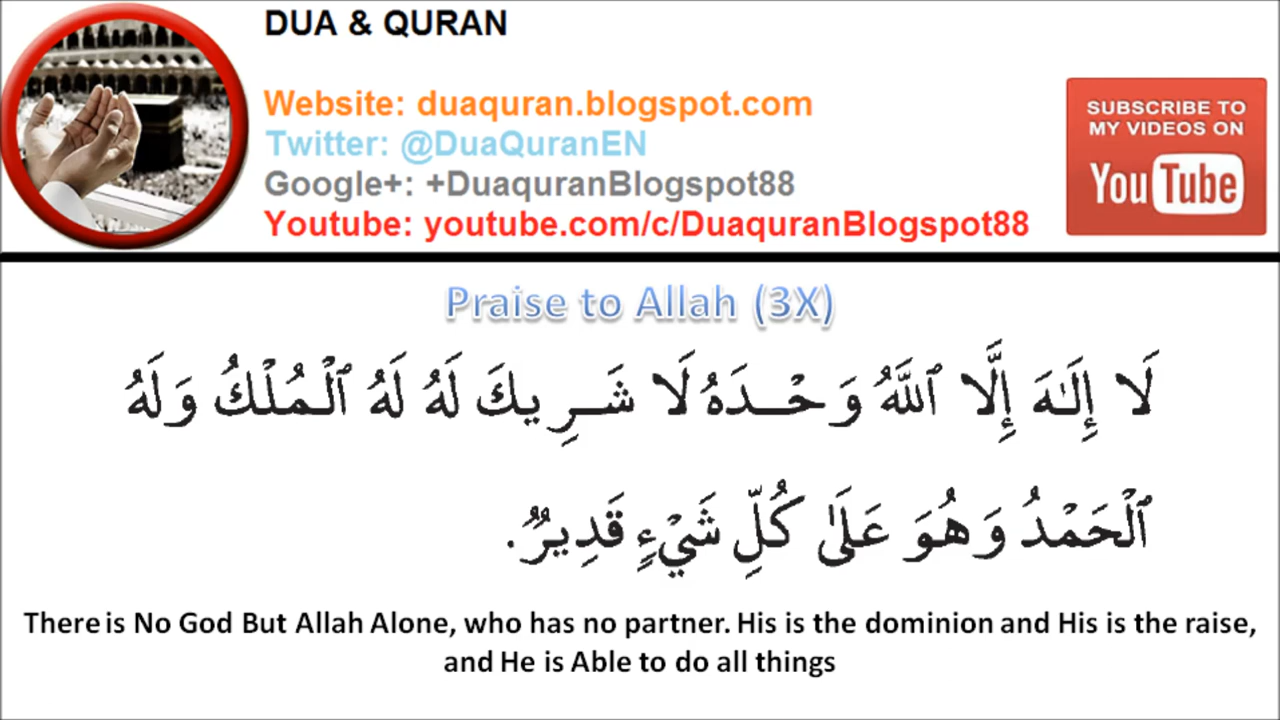 DUA & QURAN
Website: duaquran.blogspot.com
Twitter: @DuaQuranEN
Google+: +DuaquranBlogspot88
Youtube: youtube.com/c/DuaquranBlogspot88
SUBSCRIBE TO
MY VIDEOS ON
YouTube
Praise to Allah (3X)
لَا إِلَـٰهَ إِلَّا ٱللَّهُ وَحْـدَهُ لَا شَـرِيكَ لَهُ لَهُ ٱلْمُلْكُ وَلَهُ
ٱلْحَمْدُ وَهُوَ عَلَىٰ كُلِّ شَيْءٍ قَدِيرٌ.
There is No God But Allah Alone, who has no partner. His is the dominion and His is the raise,
and He is Able to do all things